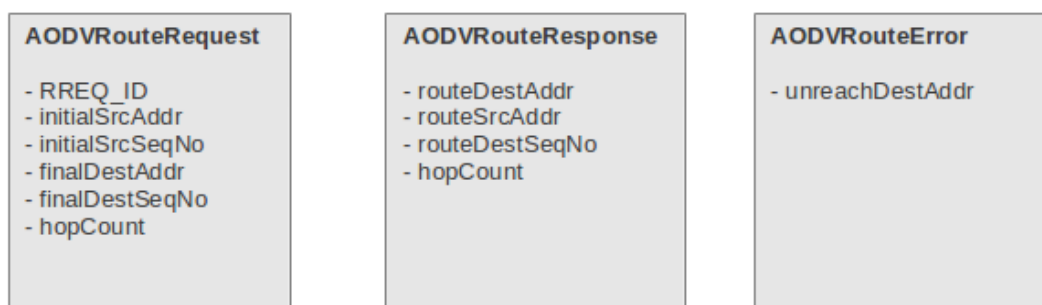 AODVRouteRequest
- RREQ_ID
- initialSrcAddr
- initialSrcSeqNo
- finalDestAddr
- finalDestSeqNo
- hopCount
AODVRouteResponse
- routeDestAddr
- routeSrcAddr
- routeDestSeqNo
- hopCount
AODVRouteError
- unreachDestAddr